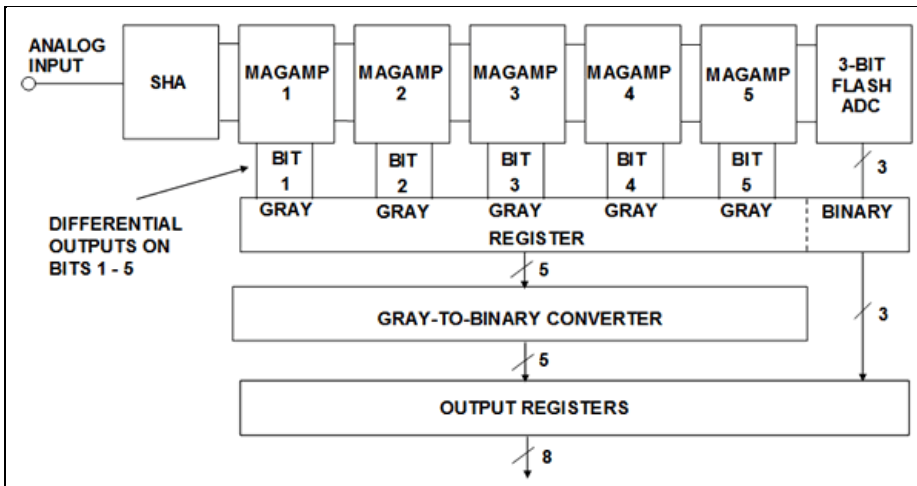 ANALOG
INPUT
SHA
MAGAMP
1
MAGAMP
2
MAGAMP
3
MAGAMP
4
MAGAMP
5
3-BIT
FLASH
ADC
BIT
1
BIT
2
BIT
3
BIT
4
BIT
5
3
DIFFERENTIAL
OUTPUTS ON
BITS 1 - 5
GRAY
GRAY
GRAY
GRAY
GRAY
BINARY
REGISTER
5
3
GRAY-TO-BINARY CONVERTER
5
OUTPUT REGISTERS
8